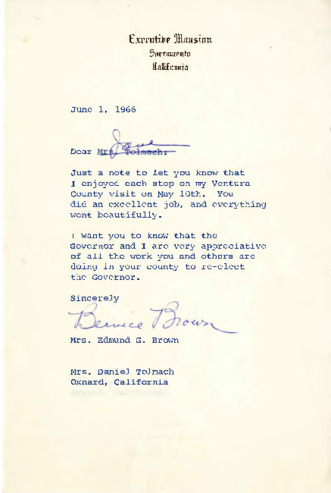 Executive Mansion
Sacramento
California
June 1, 1966
Jane
Dear Mrs. Tolmach:
Just a note to let you know that
I enjoyed each stop on my Ventura
County visit on May 10th. You
did an excellent job, and everything
went beautifully.
I want you to know that the
Governor and I are very appreciative
of all the work you and others are
doing in your county to re-elect
the Governor.
Sincerely
Bernice Brown
Mrs. Edmund G. Brown
Mrs. Daniel Tolmach
Oxnard, California